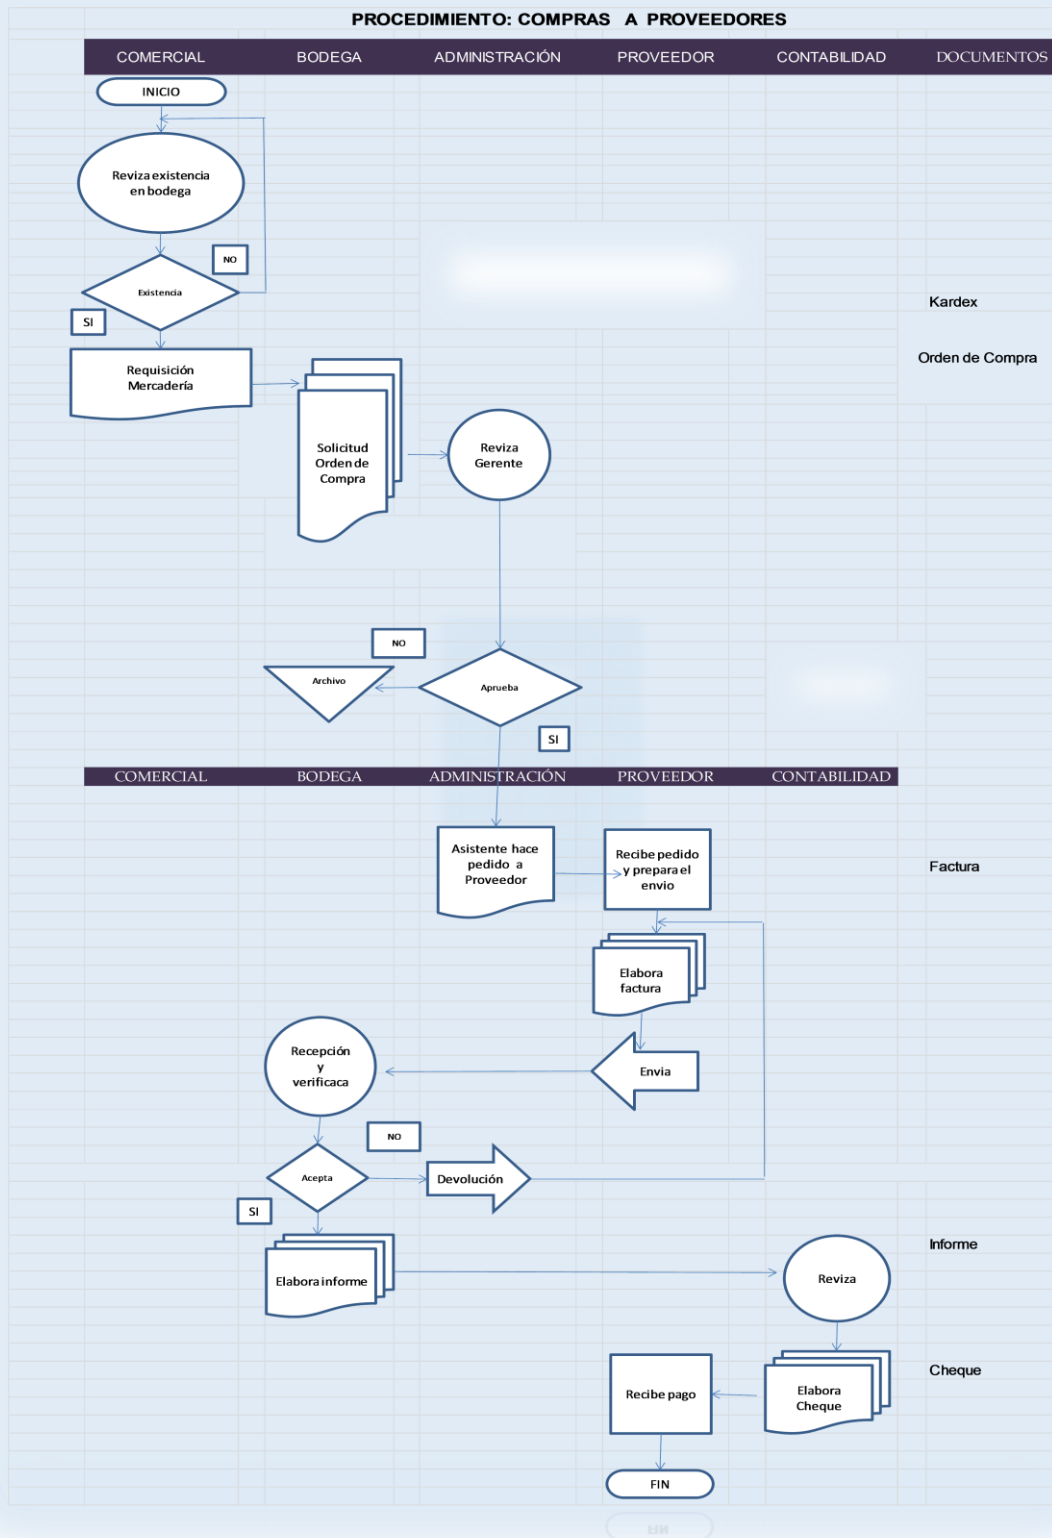 PROCEDIMIENTO: COMPRAS A PROVEEDORES
COMERCIAL BODEGA ADMINISTRACIÓN PROVEEDOR CONTABILIDAD DOCUMENTOS
INICIO
Reviza existencia
en bodega
NO
Existencia
Kardex
SI
Requisición
Mercadería
Orden de Compra
Solicitud
Orden de
Compra
Reviza
Gerente
NO
Archivo
Aprueba
SI
COMERCIAL BODEGA ADMINISTRACIÓN PROVEEDOR CONTABILIDAD
Asistente hace
pedido a
Proveedor
Recibe pedido
y prepara el
envio
Factura
Elabora
factura
Recepción
y
verificaca
Envia
NO
Acepta
Devolución
SI
Informe
Elabora informe
Reviza
Cheque
Recibe pago
Elabora
Cheque
FIN